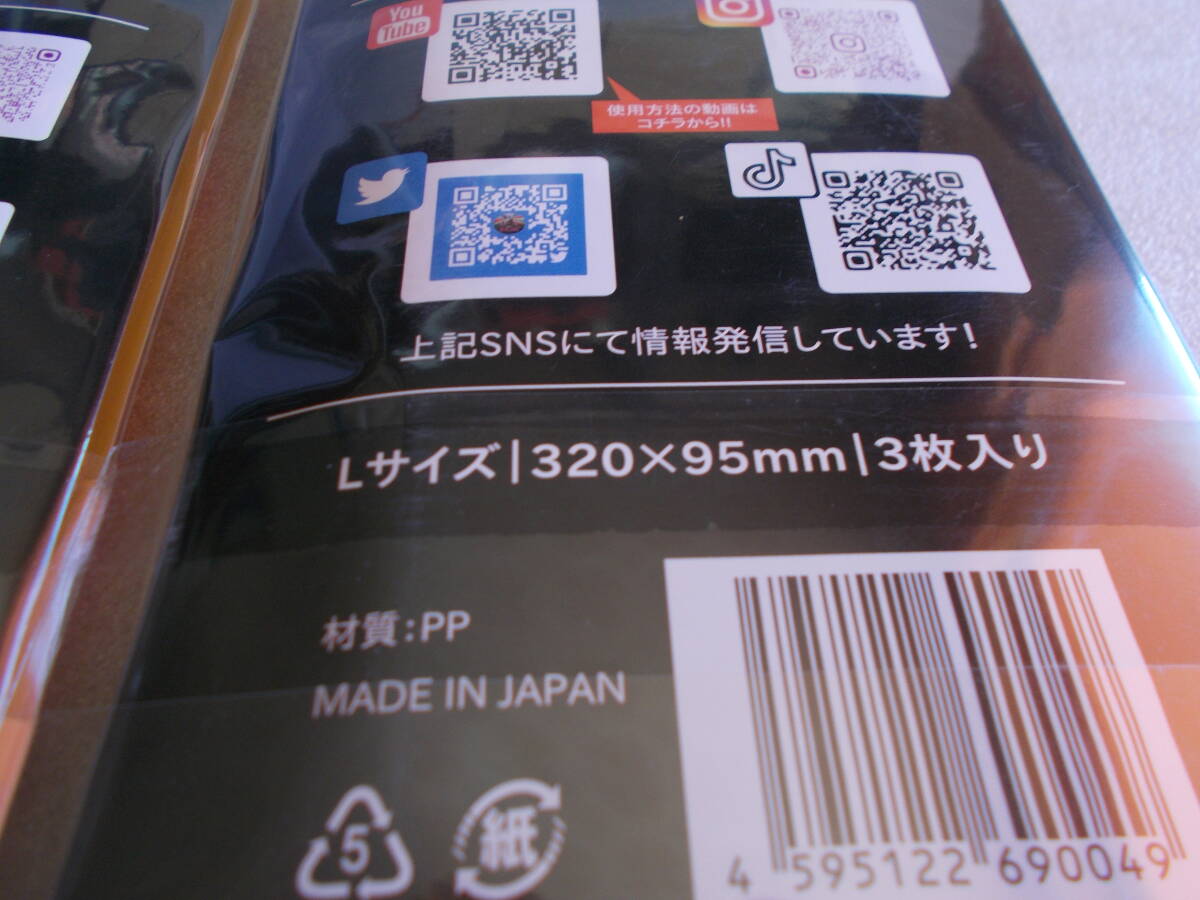 You
Tube
使用方法の動画は
コチラから!!
上記SNSにて情報発信しています!
Lサイズ|320×95mm|3枚入り
材質:PP
MADE IN JAPAN
5
紙
4 595122 690049